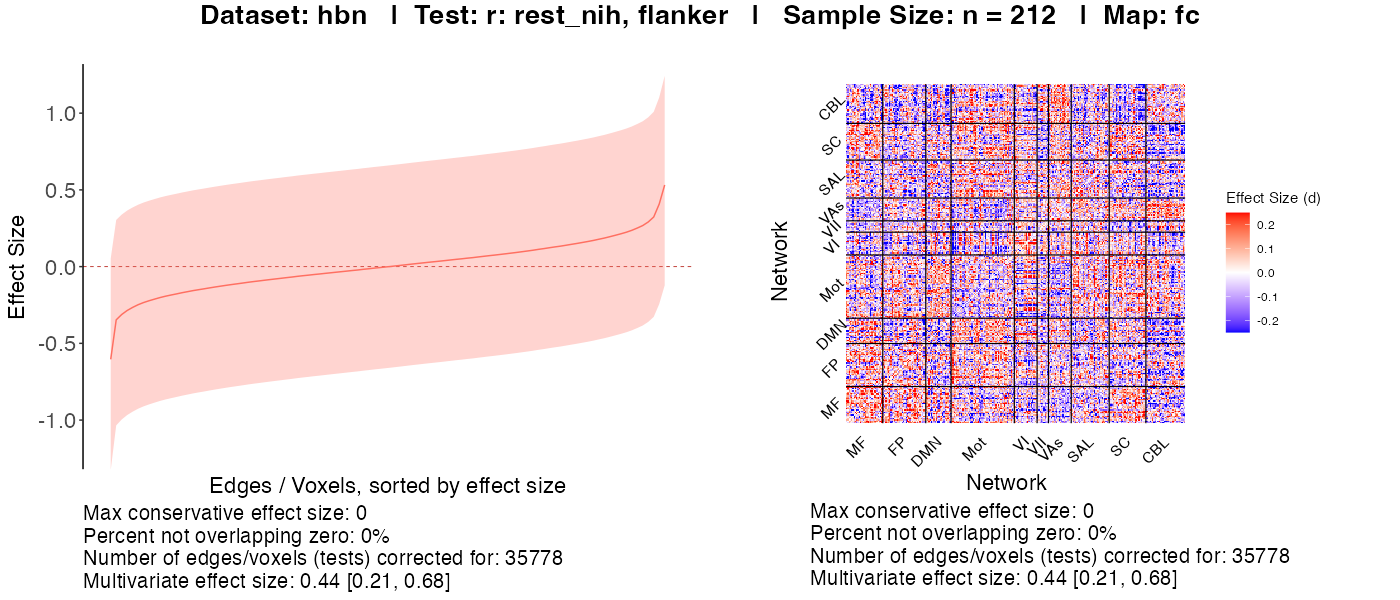 Dataset: hbn | Test: r: rest_nih, flanker | Sample Size: n = 212 | Map: fc
Effect Size
1.0
0.5
0.0
-0.5
-1.0
Edges / Voxels, sorted by effect size
Max conservative effect size: 0
Percent not overlapping zero: 0%
Number of edges/voxels (tests) corrected for: 35778
Multivariate effect size: 0.44 [0.21, 0.68]
Network
CBL
SC
SAL
VAs
VII
VI
Mot
DMN
FP
MF
MF
FP
DMN
Mot
VI
VII
VAs
SAL
SC
CBL
Network
Effect Size (d)
0.2
0.1
0.0
-0.1
-0.2
Max conservative effect size: 0
Percent not overlapping zero: 0%
Number of edges/voxels (tests) corrected for: 35778
Multivariate effect size: 0.44 [0.21, 0.68]